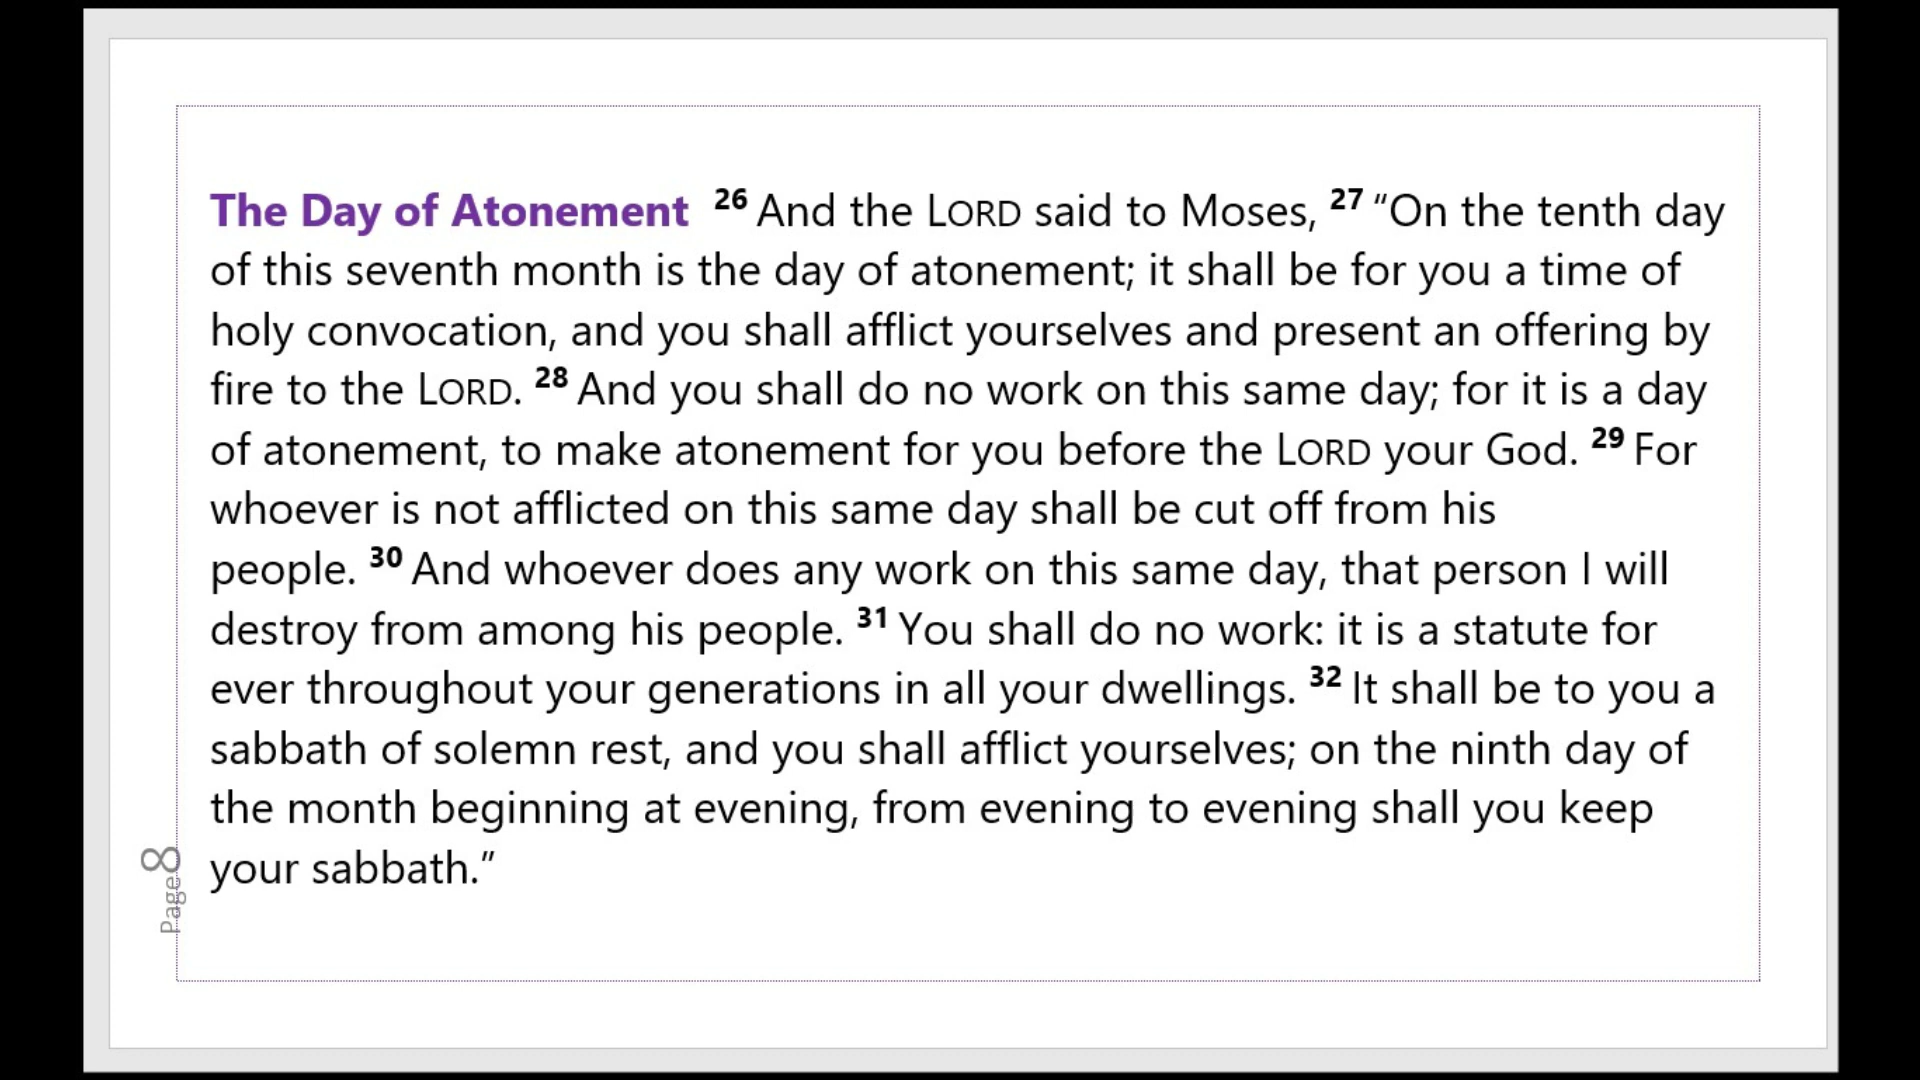 The Day of Atonement 26 And the LORD said to Moses, 27 “On the tenth day
of this seventh month is the day of atonement; it shall be for you a time of
holy convocation, and you shall afflict yourselves and present an offering by
fire to the LORD. 28 And you shall do no work on this same day; for it is a day
of atonement, to make atonement for you before the LORD your God. 29 For
whoever is not afflicted on this same day shall be cut off from his
people. 30 And whoever does any work on this same day, that person I will
destroy from among his people. 31 You shall do no work: it is a statute for
ever throughout your generations in all your dwellings. 32 It shall be to you a
sabbath of solemn rest, and you shall afflict yourselves; on the ninth day of
the month beginning at evening, from evening to evening shall you keep
your sabbath.”
Page 8